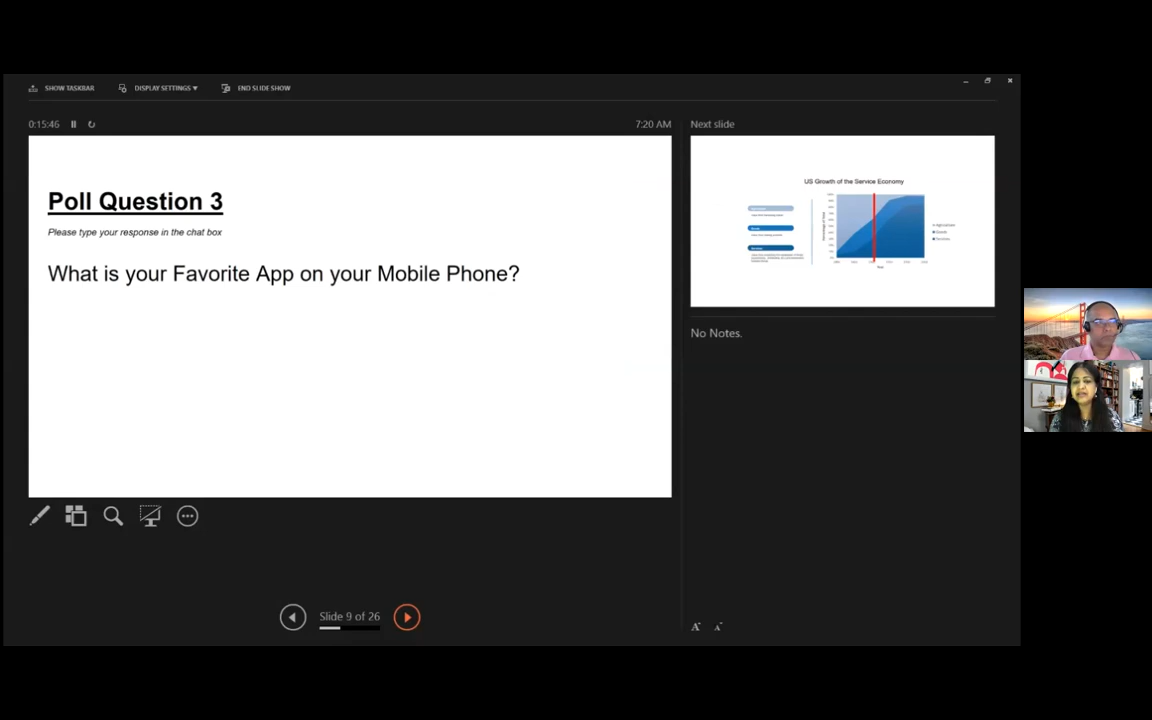 SHOW TASKBAR
DISPLAY SETTINGS ▼
END SLIDE SHOW
0:15:46
7:20 AM
Next slide
Poll Question 3
Please type your response in the chat box
What is your Favorite App on your Mobile Phone?
US Growth of the Service Economy
No Notes.
Slide 9 of 26